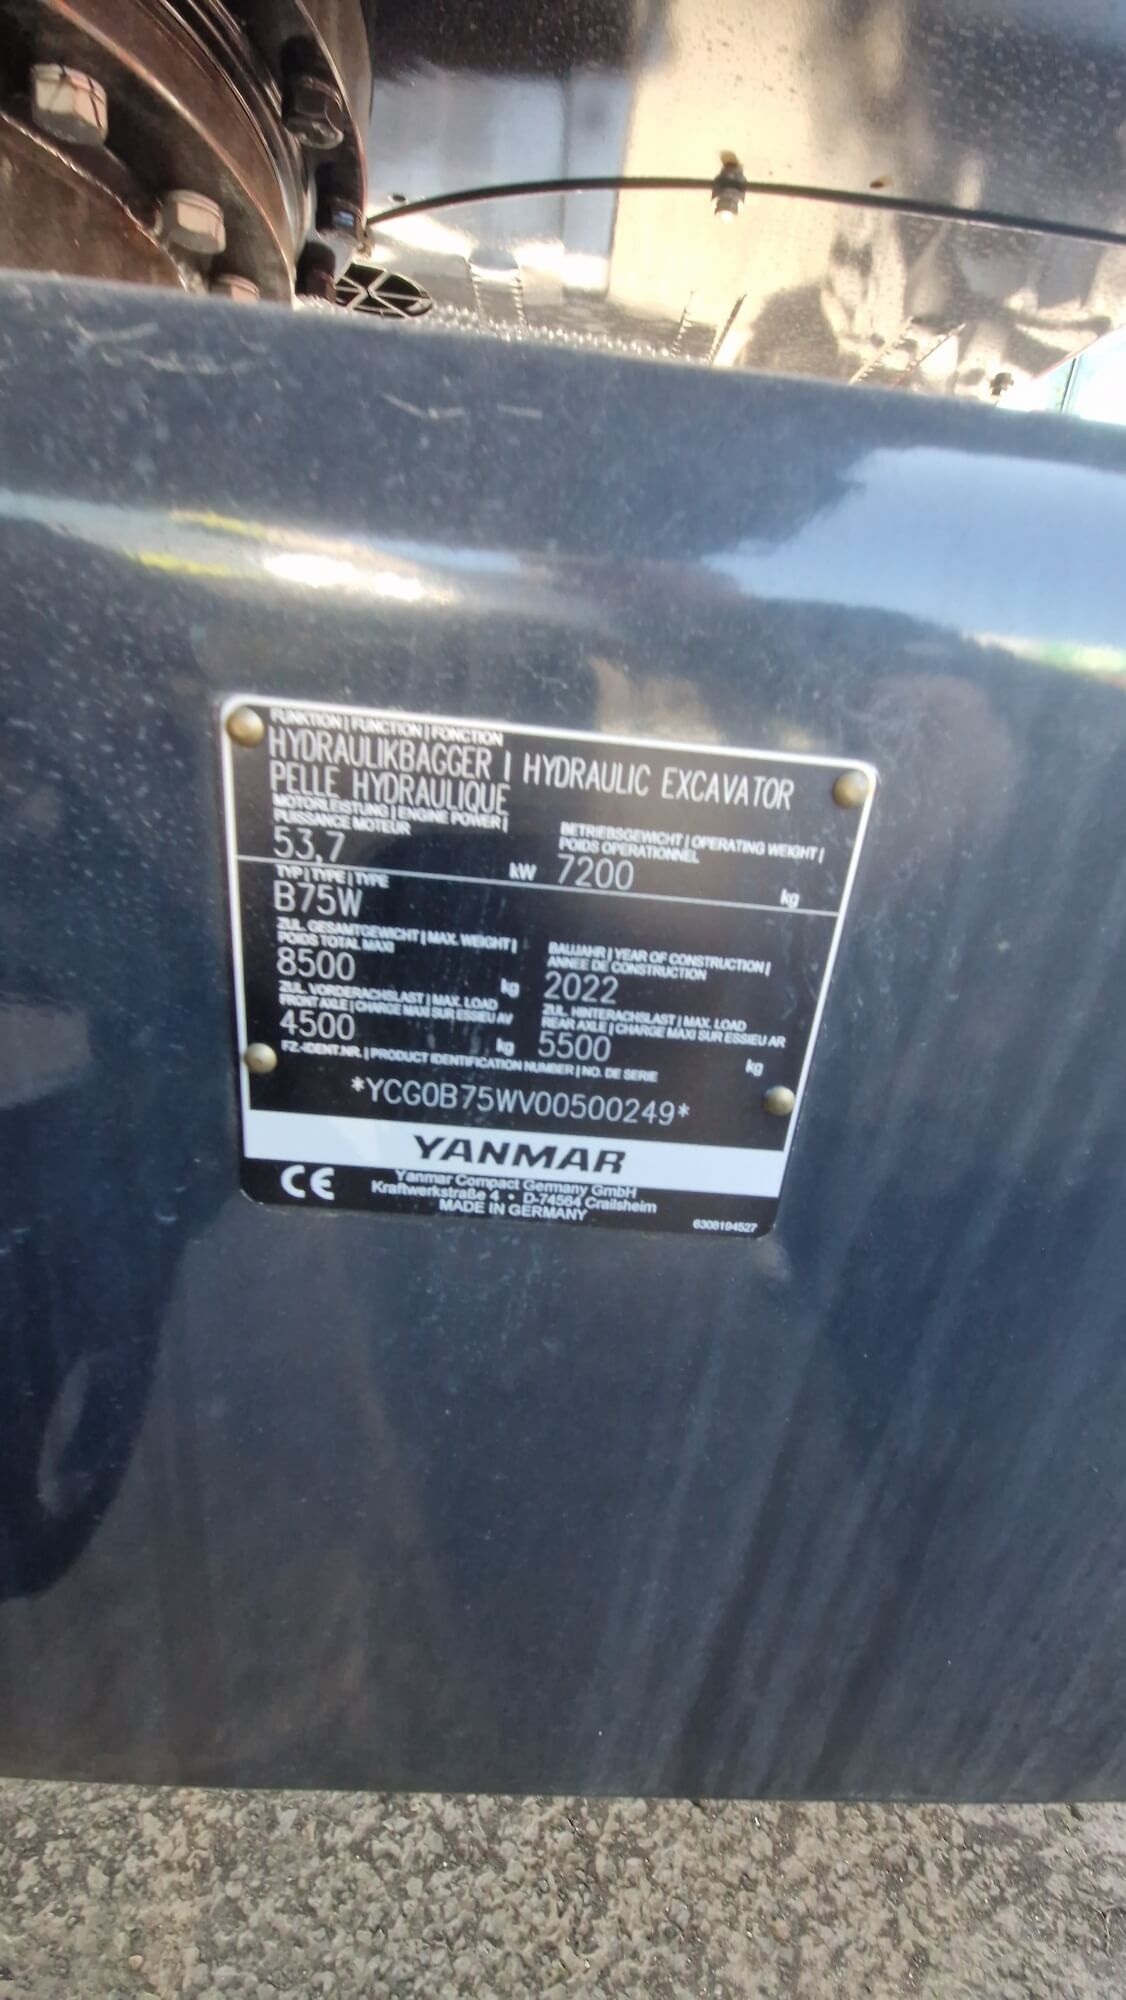 FUNKTION | FUNCTION | FONCTION
HYDRAULIKBAGGER | HYDRAULIC EXCAVATOR
PELLE HYDRAULIQUE
MOTORLEISTUNG | ENGINE POWER |
PUISSANCE MOTEUR
53,7 kW
BETRIEBSGEWICHT | OPERATING WEIGHT |
POIDS OPERATIONNEL
7200 kg
TYP | TYPE | TYPE
B75W
ZUL. GESAMTGEWICHT | MAX. WEIGHT |
POIDS TOTAL MAXI
8500 kg
BAUJAHR | YEAR OF CONSTRUCTION |
ANNEE DE CONSTRUCTION
2022
ZUL. VORDERACHSLAST | MAX. LOAD
FRONT AXLE | CHARGE MAXI SUR ESSIEU AV
4500 kg
ZUL. HINTERACHSLAST | MAX. LOAD
REAR AXLE | CHARGE MAXI SUR ESSIEU AR
5500 kg
FZ.-IDENT.NR. | PRODUCT IDENTIFICATION NUMBER | NO. DE SERIE
*YCG0B75WV00500249*
YANMAR
CE
Yanmar Compact Germany GmbH
Kraftwerkstraße 4 • D-74564 Crailsheim
MADE IN GERMANY
6308194527